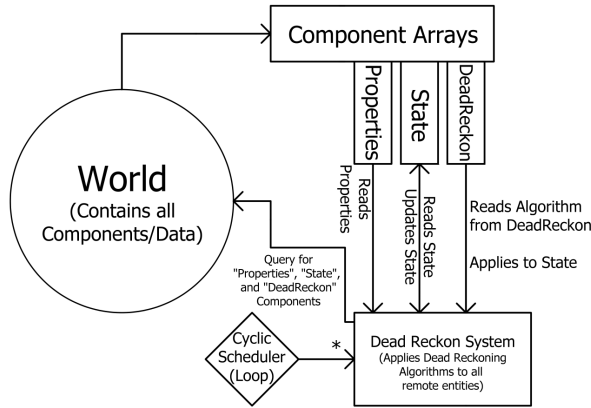 Component Arrays
Properties
State
DeadReckon
World
(Contains all
Components/Data)
Reads
Properties
Reads State
Updates State
Reads Algorithm
from DeadReckon
Applies to State
Query for
"Properties", "State",
and "DeadReckon"
Components
Cyclic
Scheduler
(Loop)
*
Dead Reckon System
(Applies Dead Reckoning
Algorithms to all
remote entities)